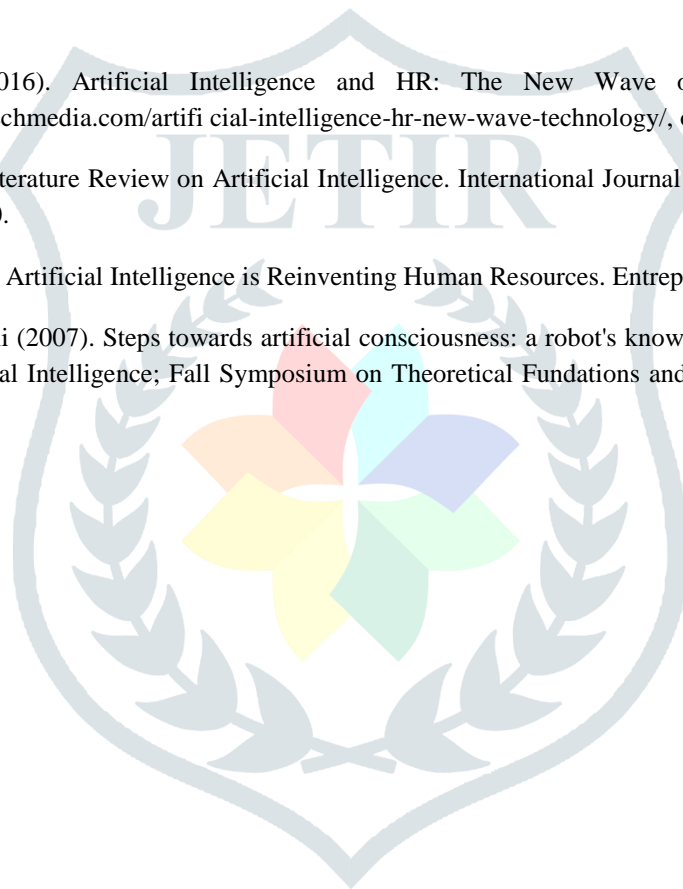 016). Artificial Intelligence and HR: The New Wave o
chmedia.com/artifi cial-intelligence-hr-new-wave-technology/,
terature Review on Artificial Intelligence. International Journal
).
Artificial Intelligence is Reinventing Human Resources. Entrep
i (2007). Steps towards artificial consciousness: a robot's know
al Intelligence; Fall Symposium on Theoretical Fundations and
JETIR